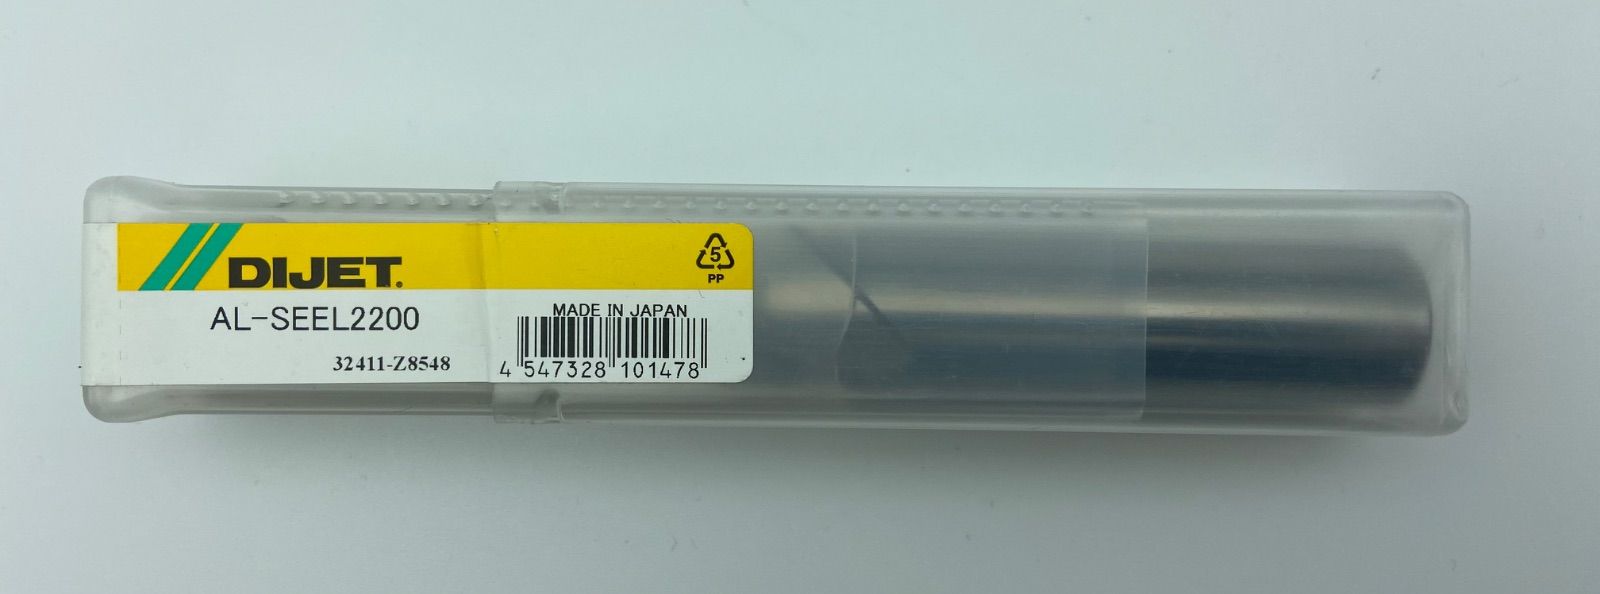 DIJET.
5
PP
AL-SEEL2200
MADE IN JAPAN
32411-Z8548
4 547328 101478